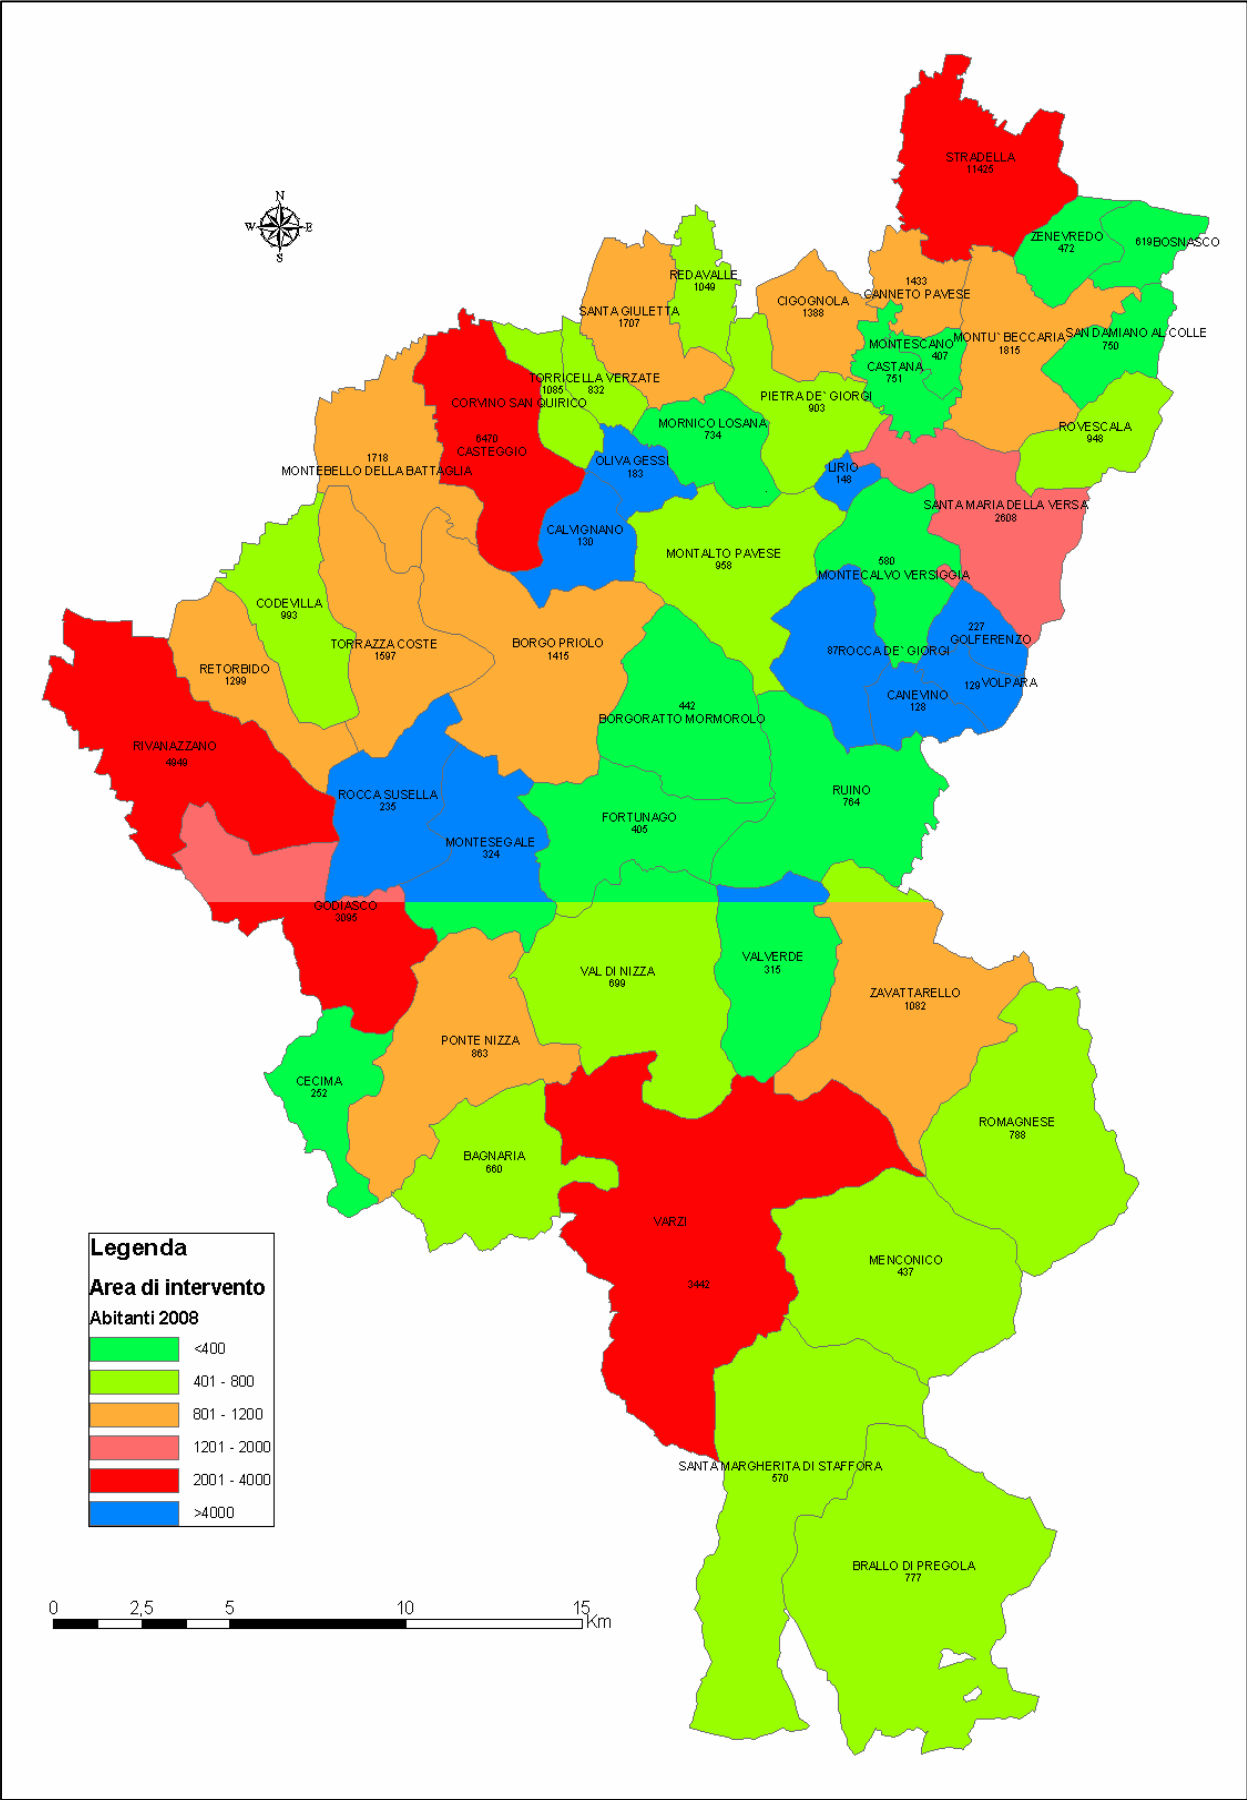 STRADELLA
11425
N
W E
S
ZENEVREDO
472
619 BOSNASCO
REDAVALLE
1049
1433
CANNETO PAVESE
CIGOGNOLA
1388
SANTA GIULETTA
1707
MONTU` BECCARIA
1815
SAN DAMIANO AL COLLE
750
MONTESCANO
407
CASTANA
751
TORRICELLA VERZATE
832
1085
CORVINO SAN QUIRICO
PIETRA DE` GIORGI
903
MORNICO LOSANA
734
ROVESCALA
948
6470
CASTEGGIO
1718
MONTEBELLO DELLA BATTAGLIA
OLIVA GESSI
183
LIRIO
148
SANTA MARIA DELLA VERSA
2608
CALVIGNANO
130
MONTALTO PAVESE
958
580
MONTECALVO VERSIGGIA
CODEVILLA
993
227
GOLFERENZO
TORRAZZA COSTE
1597
BORGO PRIOLO
1415
87 ROCCA DE` GIORGI
RETORBIDO
1299
129 VOLPARA
CANEVINO
128
442
BORGORATTO MORMOROLO
RIVANAZZANO
4949
ROCCA SUSELLA
235
RUINO
764
FORTUNAGO
405
MONTESEGALE
324
GODIASCO
3095
VALVERDE
315
VAL DI NIZZA
699
ZAVATTARELLO
1082
PONTE NIZZA
863
CECIMA
252
ROMAGNESE
788
BAGNARIA
660
VARZI
3442
MENCONICO
437
Legenda
Area di intervento
Abitanti 2008
<400
401 - 800
801 - 1200
1201 - 2000
2001 - 4000
>4000
SANTA MARGHERITA DI STAFFORA
570
BRALLO DI PREGOLA
777
0 2,5 5 10 15
Km